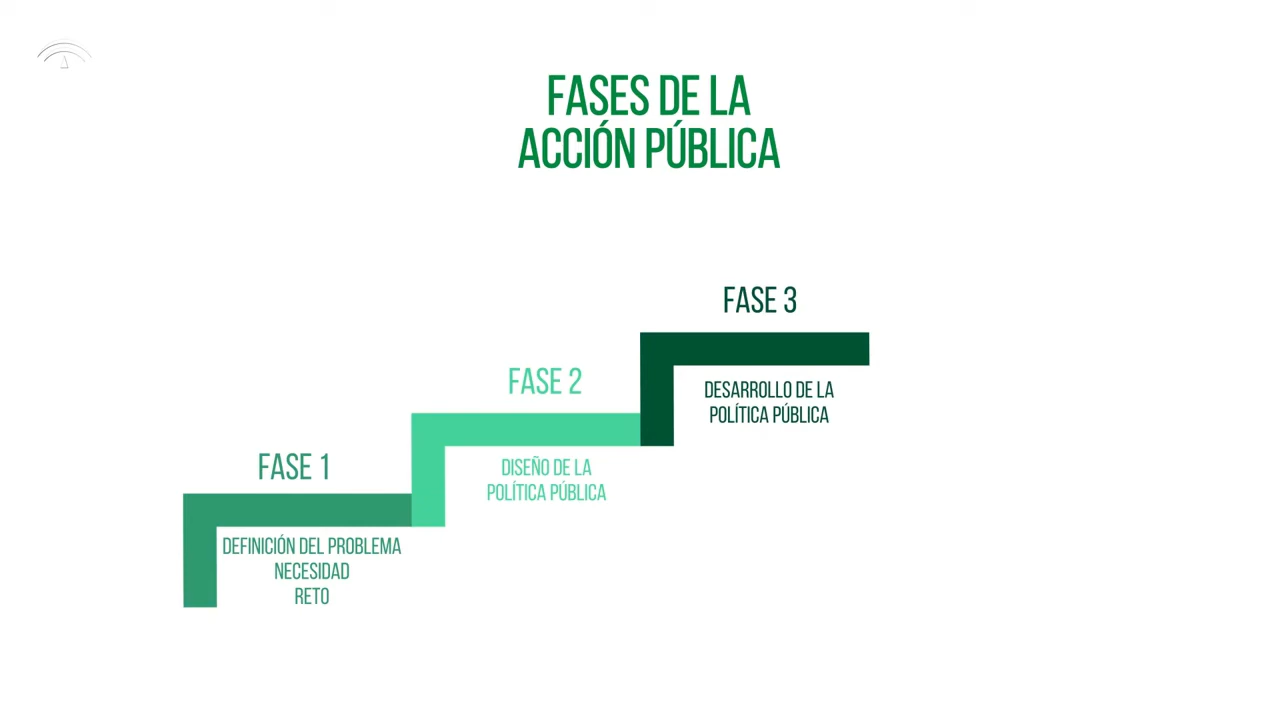 FASES DE LA
ACCIÓN PÚBLICA
FASE 1
DEFINICIÓN DEL PROBLEMA
NECESIDAD
RETO
FASE 2
DISEÑO DE LA
POLÍTICA PÚBLICA
FASE 3
DESARROLLO DE LA
POLÍTICA PÚBLICA